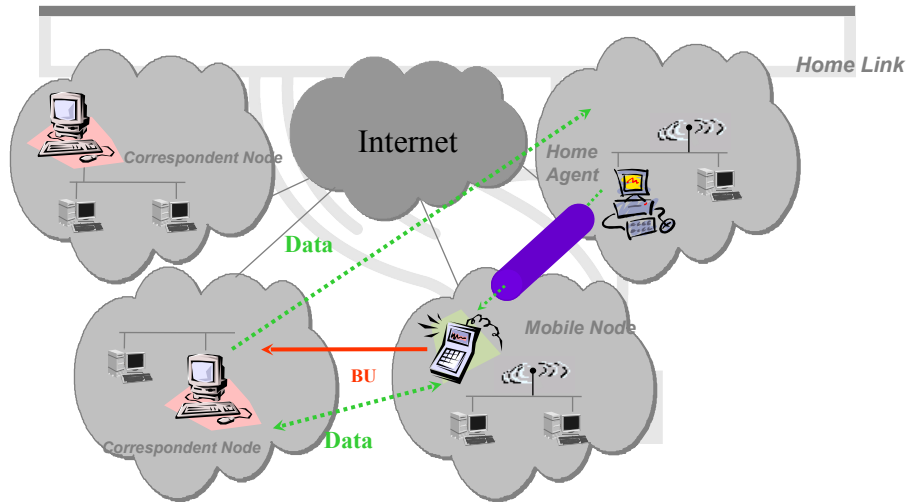 Home Link
Internet
Correspondent Node
Home
Agent
Data
Mobile Node
BU
Data
Correspondent Node